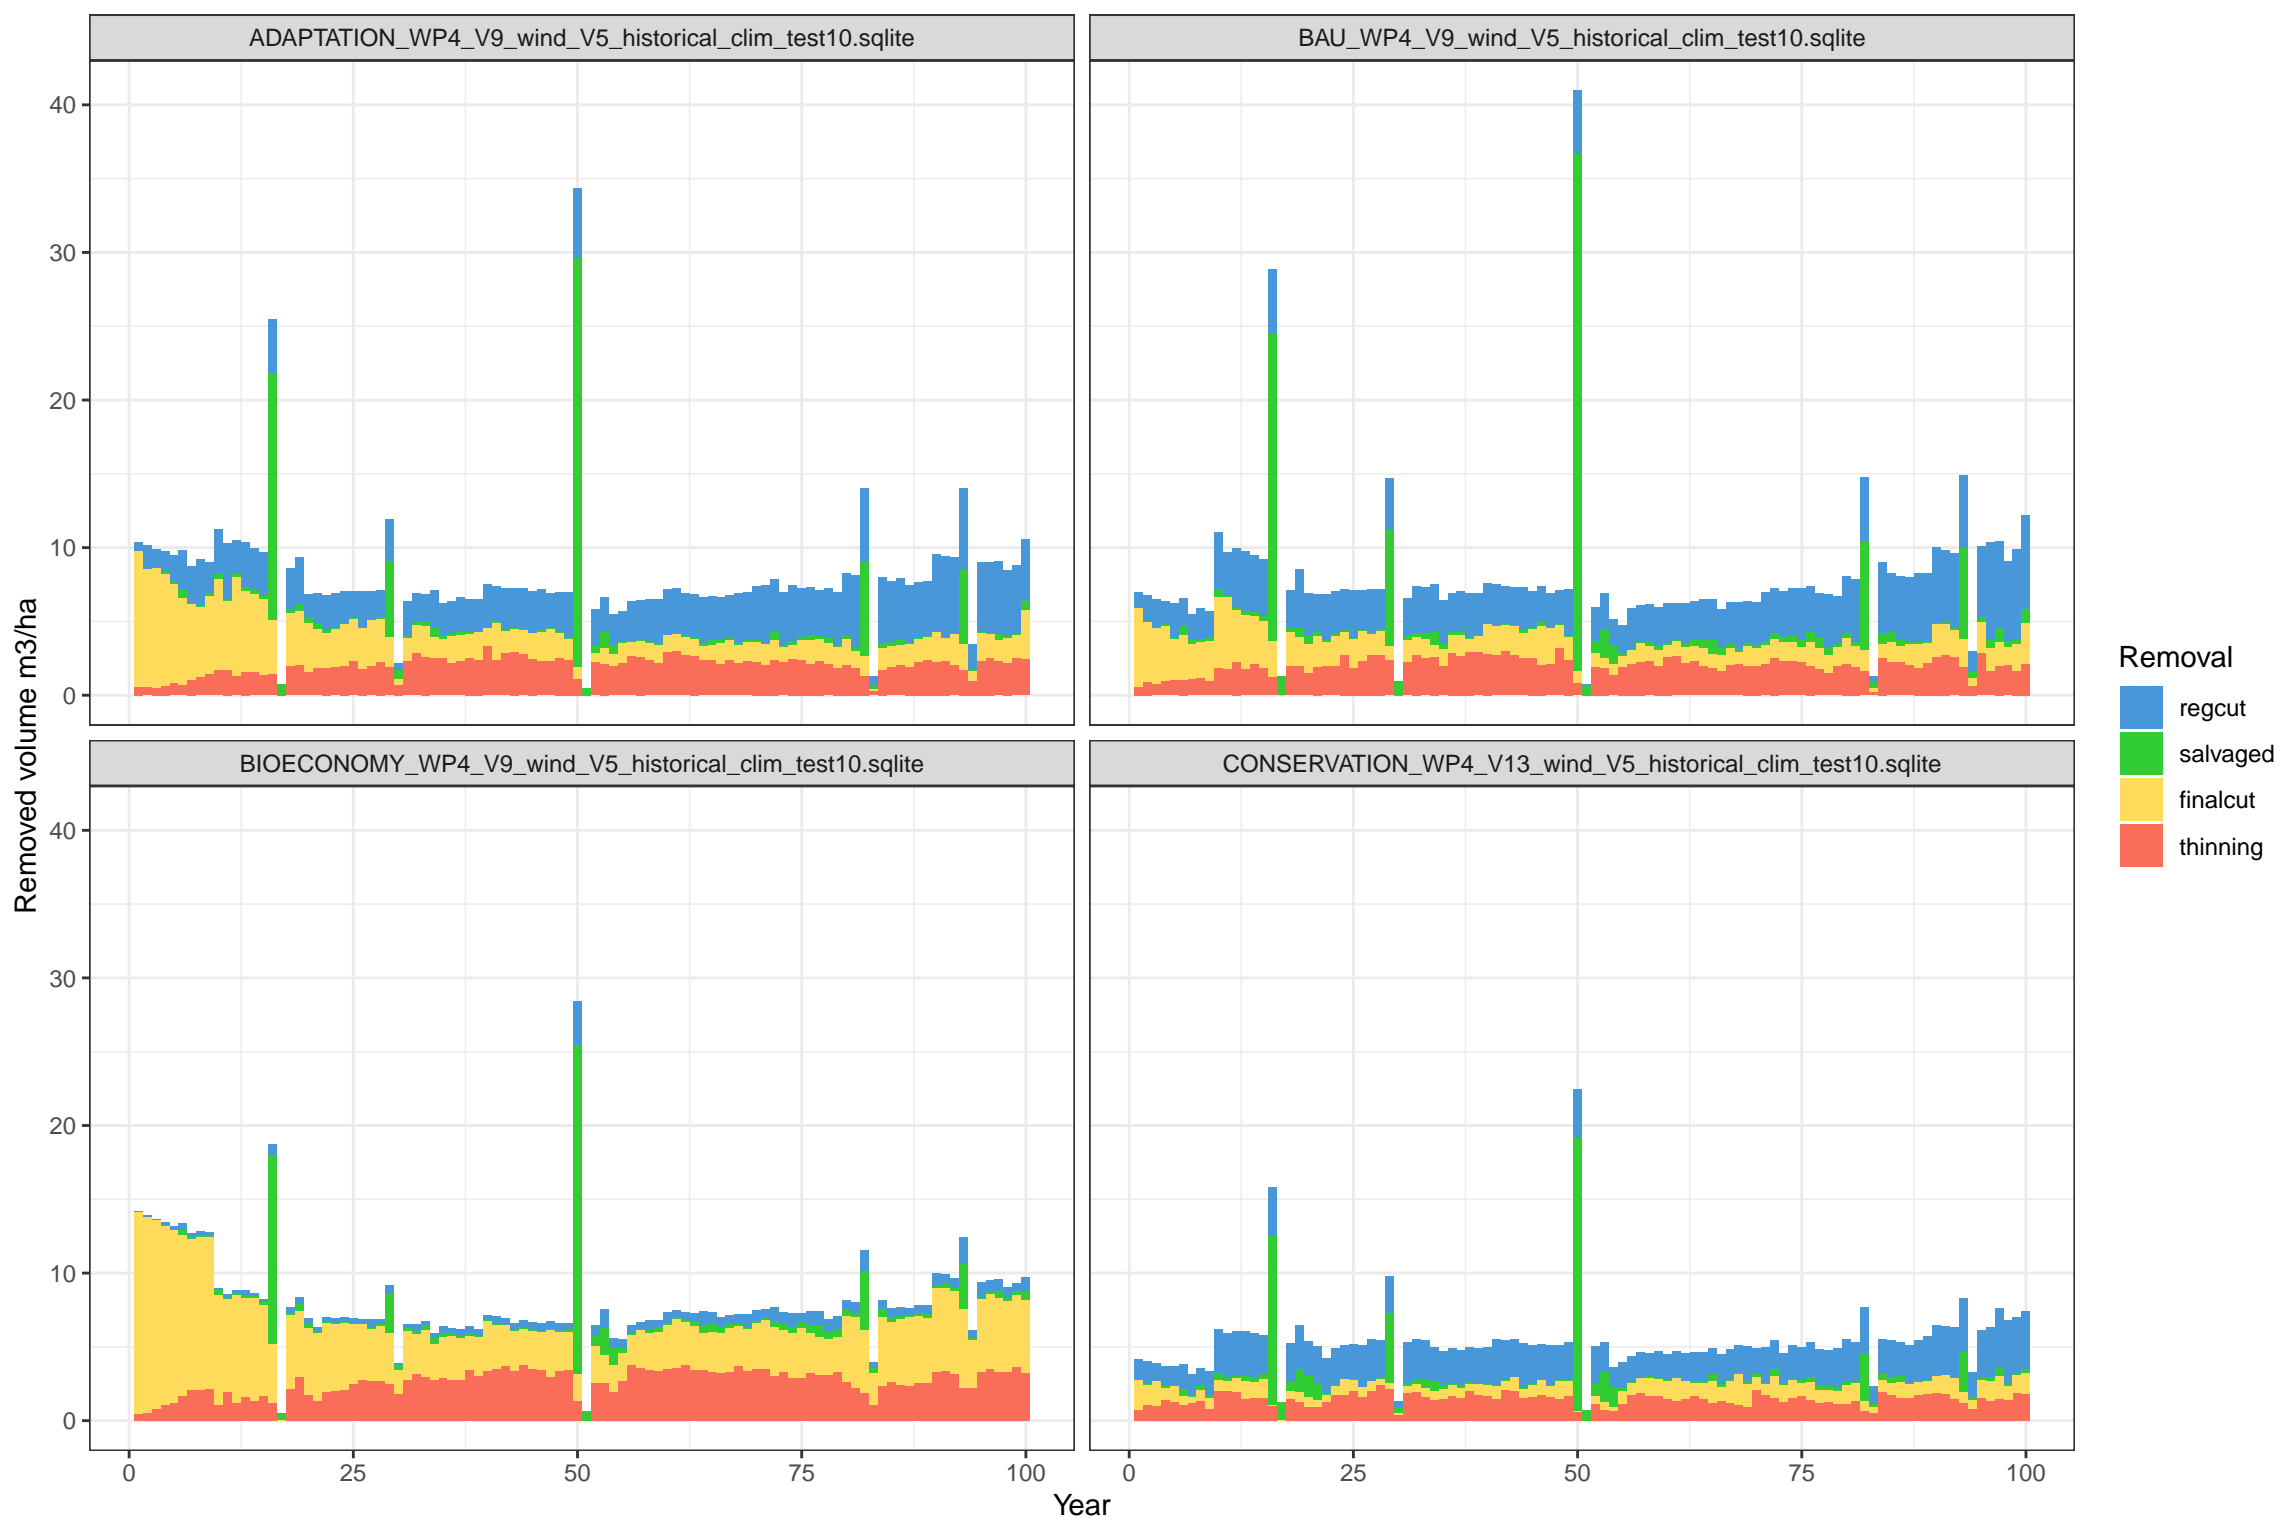 ADAPTATION_WP4_V9_wind_V5_historical_clim_test10.sqlite
BAU_WP4_V9_wind_V5_historical_clim_test10.sqlite
40
30
20
10
0
BIOECONOMY_WP4_V9_wind_V5_historical_clim_test10.sqlite
CONSERVATION_WP4_V13_wind_V5_historical_clim_test10.sqlite
40
30
20
10
0
0 25 50 75 100
0 25 50 75 100
Year
Removed volume m3/ha
Removal
regcut
salvaged
finalcut
thinning